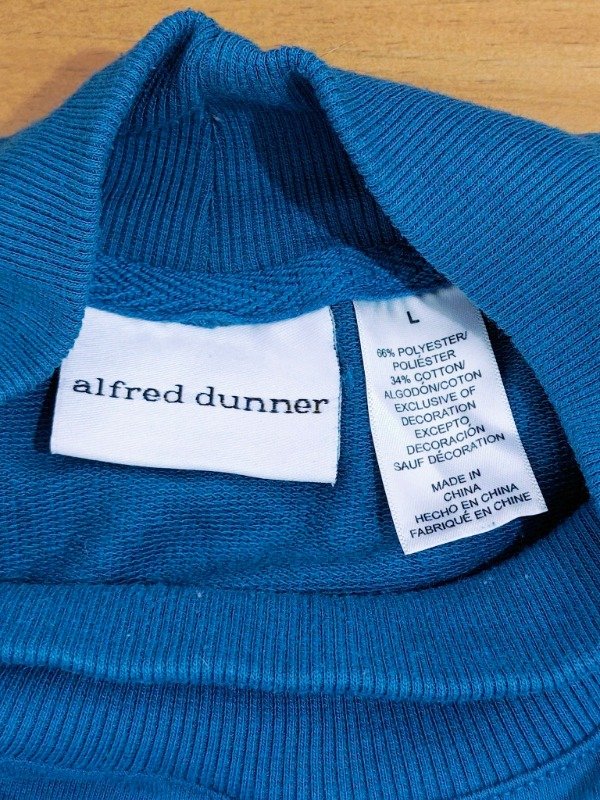 alfred dunner
L
66% POLYESTER/
POLIÉSTER
34% COTTON/
ALGODÓN/COTON
EXCLUSIVE OF
DECORATION
EXCEPTO
DECORACIÓN
SAUF DÉCORATION
MADE IN
CHINA
HECHO EN CHINA
FABRIQUÉ EN CHINE